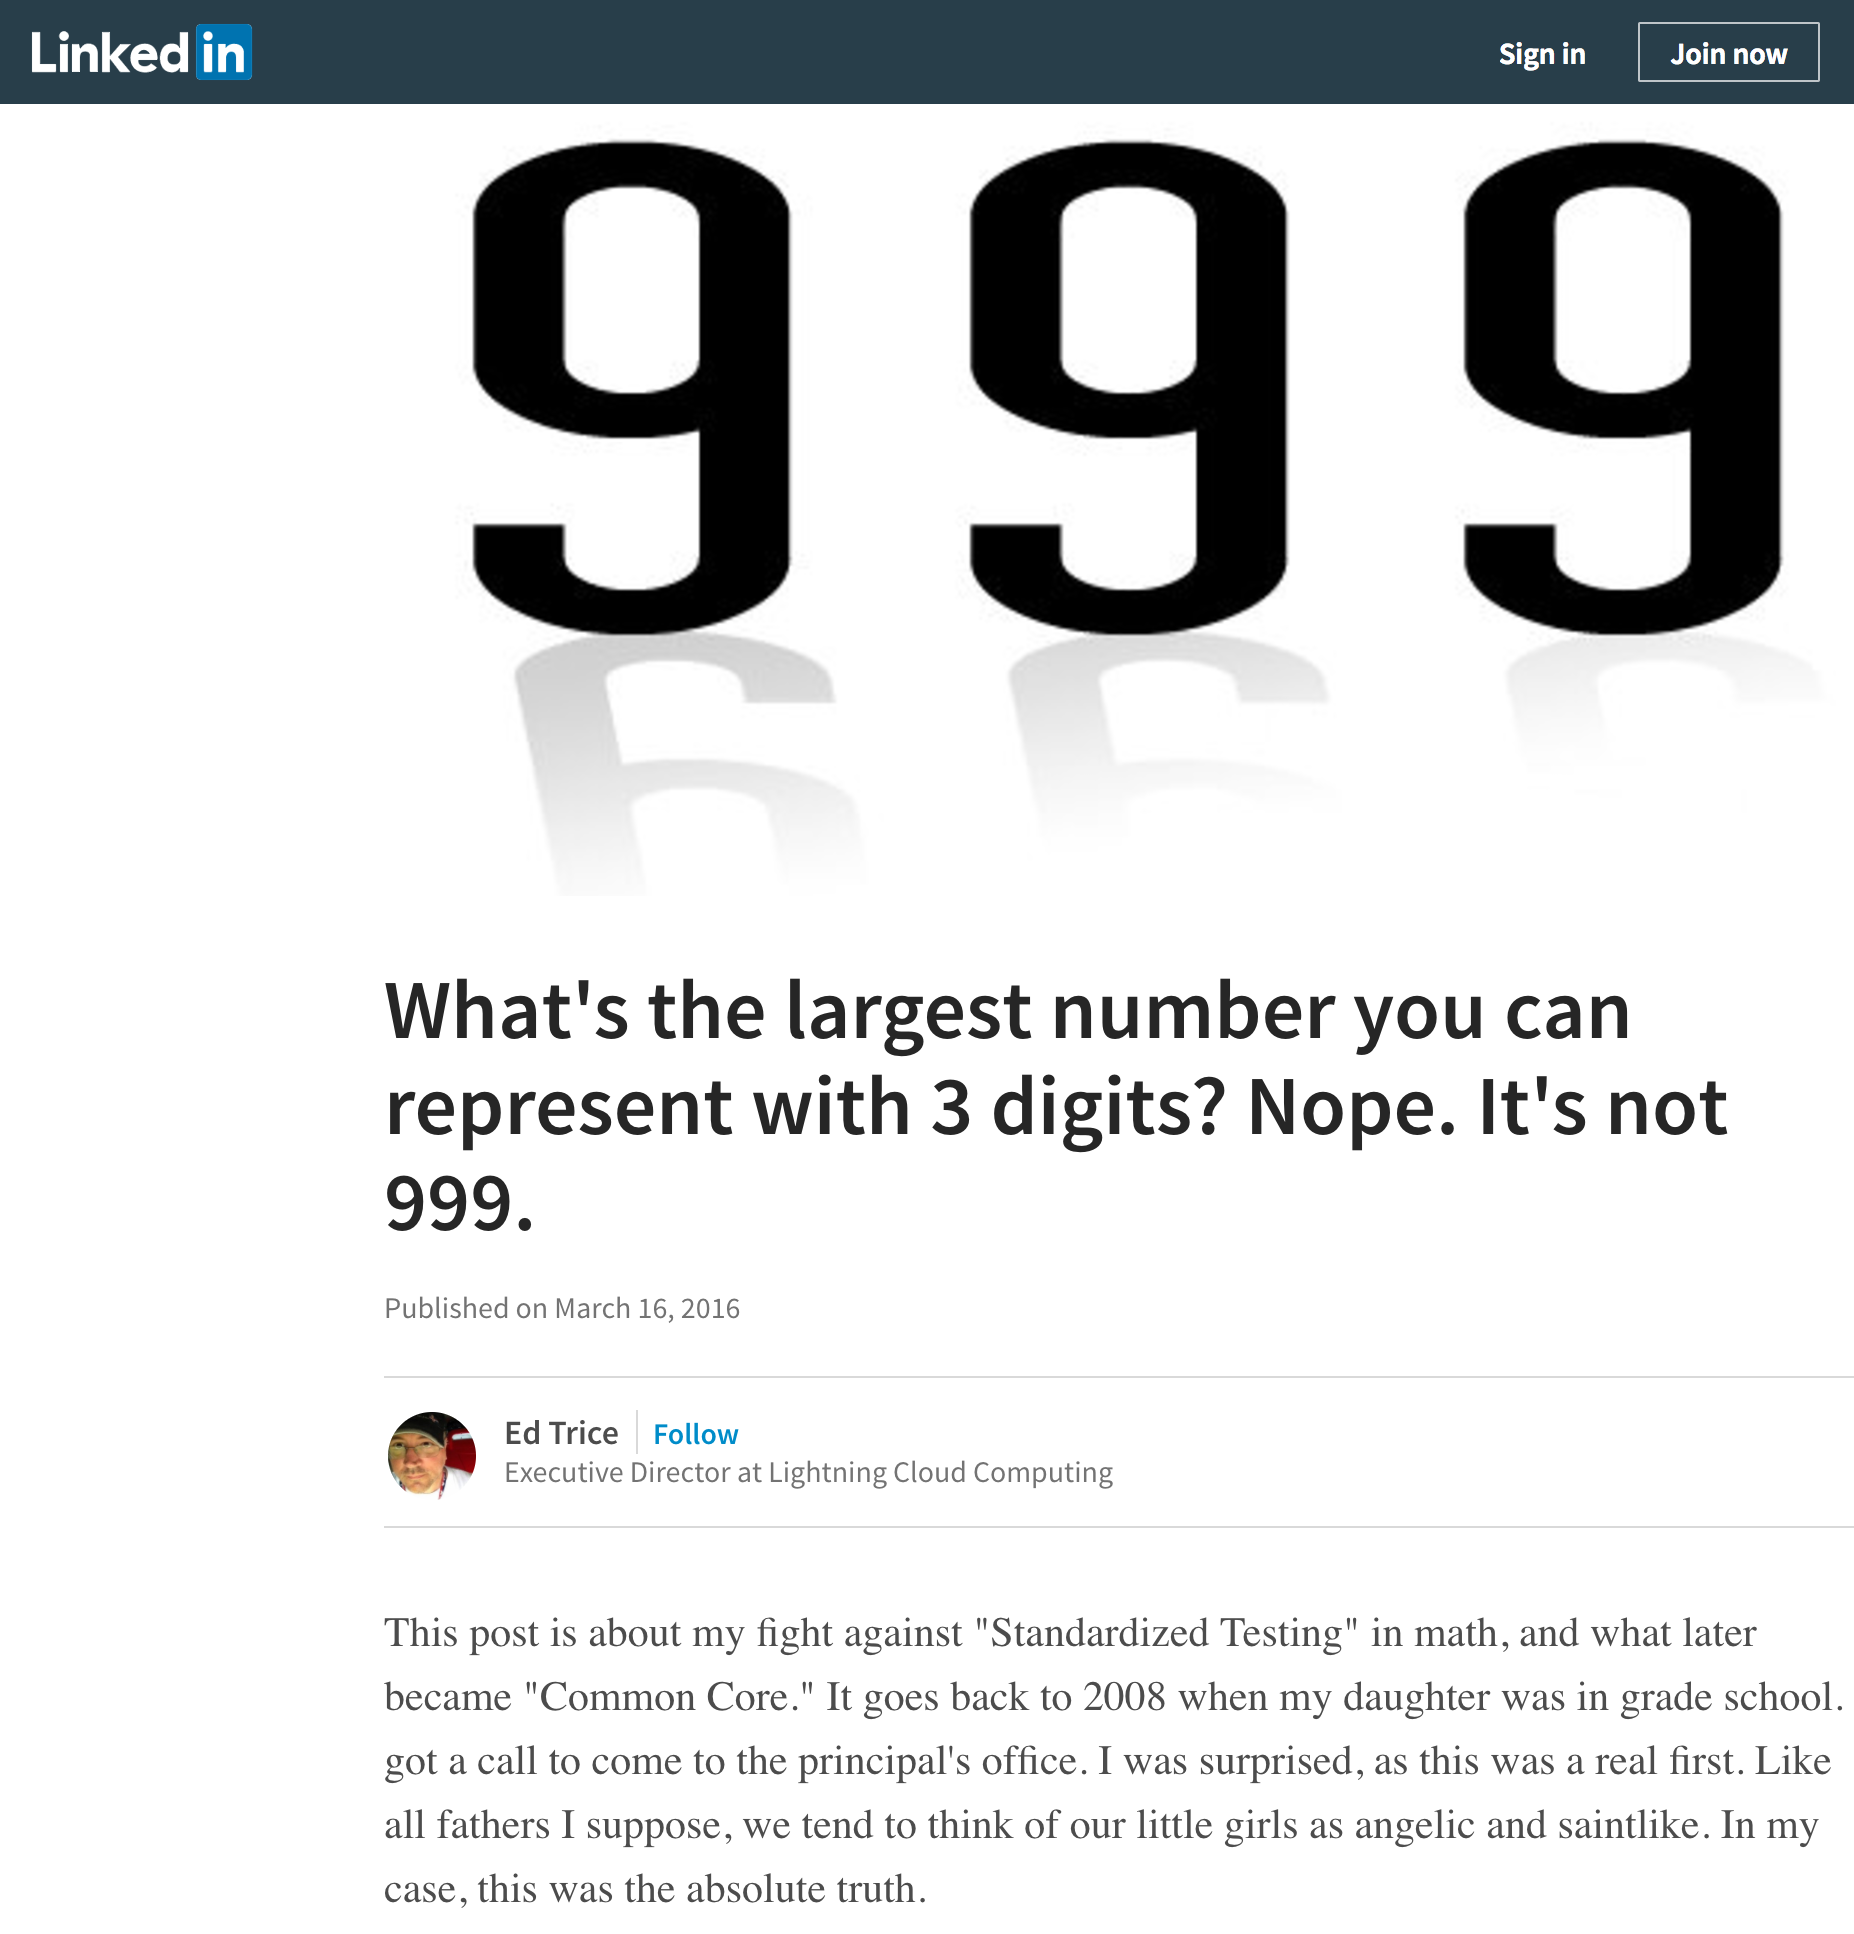 Linked in
Sign in
Join now
9 9 9
What's the largest number you can
represent with 3 digits? Nope. It's not
999.
Published on March 16, 2016
Ed Trice
Follow
Executive Director at Lightning Cloud Computing
This post is about my fight against "Standardized Testing" in math, and what later
became "Common Core." It goes back to 2008 when my daughter was in grade school.
got a call to come to the principal's office. I was surprised, as this was a real first. Like
all fathers I suppose, we tend to think of our little girls as angelic and saintlike. In my
case, this was the absolute truth.